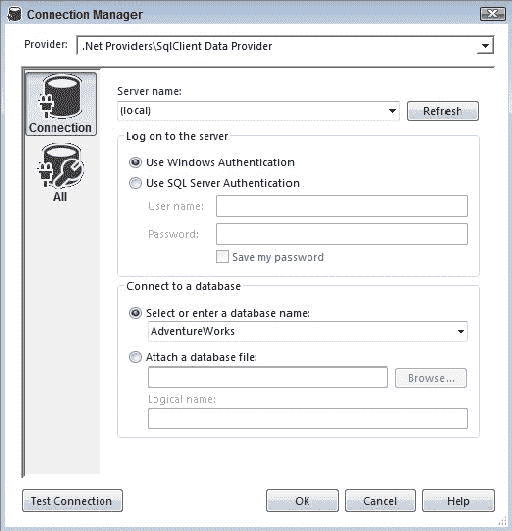 Connection Manager
Provider: .Net Providers\SqlClient Data Provider
Connection
All
Server name:
(local)
Refresh
Log on to the server
Use Windows Authentication
Use SQL Server Authentication
User name:
Password:
Save my password
Connect to a database
Select or enter a database name:
AdventureWorks
Attach a database file:
Browse...
Logical name:
Test Connection
OK
Cancel
Help